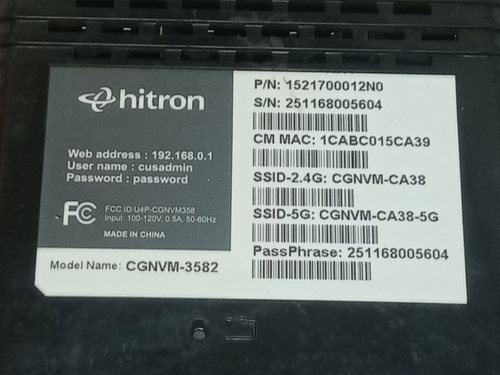 hitron
Web address : 192.168.0.1
User name : cusadmin
Password : password
FC
FCC ID: U4P-CGNVM358
Input: 100-120V, 0.5A, 50-60Hz
MADE IN CHINA
Model Name: CGNVM-3582
P/N: 1521700012N0
S/N: 251168005604
CM MAC: 1CABC015CA39
SSID-2.4G: CGNVM-CA38
SSID-5G: CGNVM-CA38-5G
PassPhrase: 251168005604